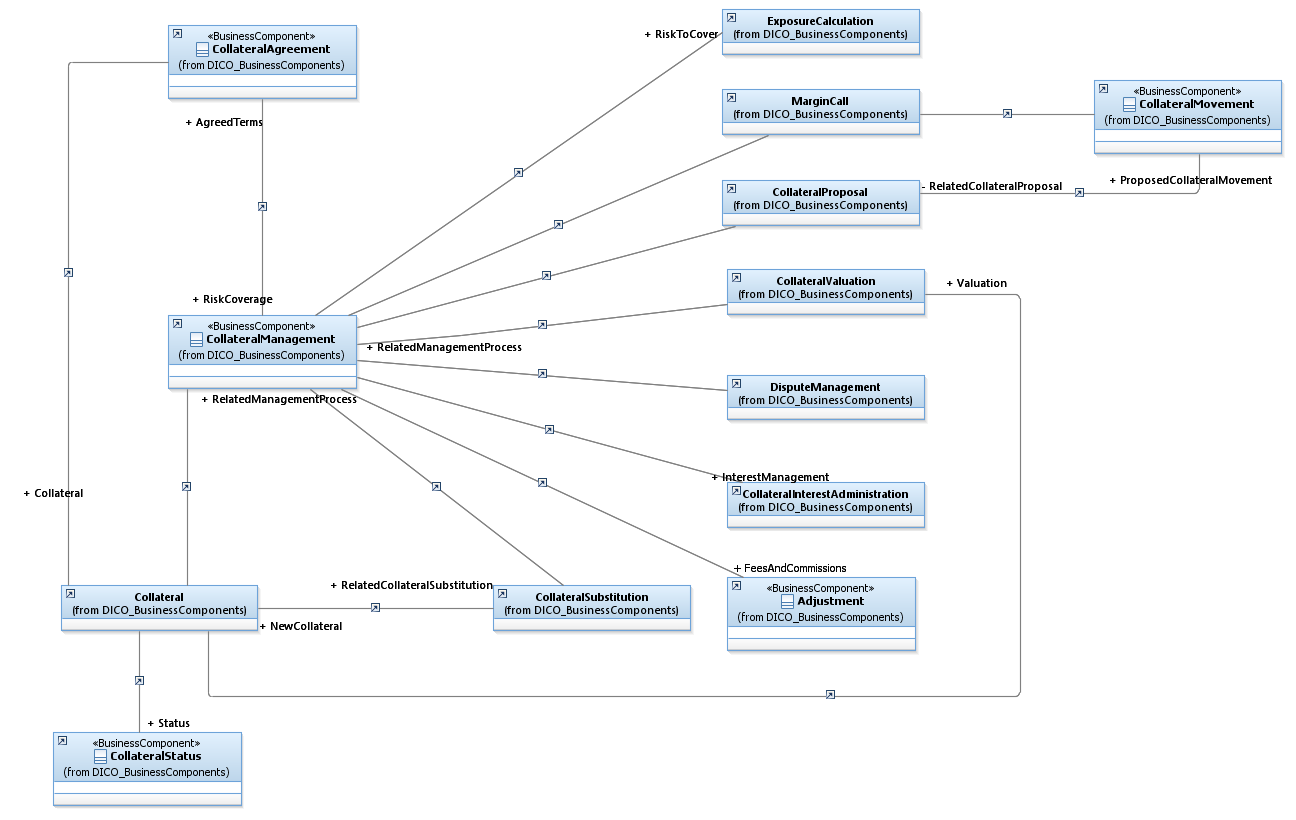 «BusinessComponent»
CollateralAgreement
(from DICO_BusinessComponents)
+ AgreedTerms
ExposureCalculation
(from DICO_BusinessComponents)
+ RiskToCover
MarginCall
(from DICO_BusinessComponents)
«BusinessComponent»
CollateralMovement
(from DICO_BusinessComponents)
CollateralProposal
(from DICO_BusinessComponents)
- RelatedCollateralProposal
+ ProposedCollateralMovement
CollateralValuation
(from DICO_BusinessComponents)
+ Valuation
+ RiskCoverage
«BusinessComponent»
CollateralManagement
(from DICO_BusinessComponents)
+ RelatedManagementProcess
DisputeManagement
(from DICO_BusinessComponents)
+ RelatedManagementProcess
+ InterestManagement
CollateralInterestAdministration
(from DICO_BusinessComponents)
+ Collateral
+ FeesAndCommissions
«BusinessComponent»
Adjustment
(from DICO_BusinessComponents)
Collateral
(from DICO_BusinessComponents)
+ RelatedCollateralSubstitution
+ NewCollateral
CollateralSubstitution
(from DICO_BusinessComponents)
+ Status
«BusinessComponent»
CollateralStatus
(from DICO_BusinessComponents)